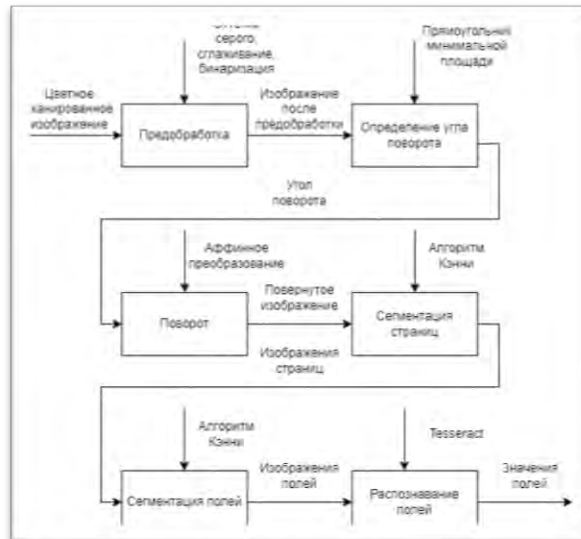 серого,
сглаживание,
бинаризация
Прямоугольник
минимальной
площади
Цветное
канированное
изображение
Предобработка
Изображение
после
предобработки
Определение угла
поворота
Угол
поворота
Аффинное
преобразование
Алгоритм
Кэнни
Поворот
Повернутое
изображение
Сегментация
страниц
Изображения
страниц
Алгоритм
Кэнни
Tesseract
Сегментация полей
Изображения
полей
Распознавание
полей
Значения
полей